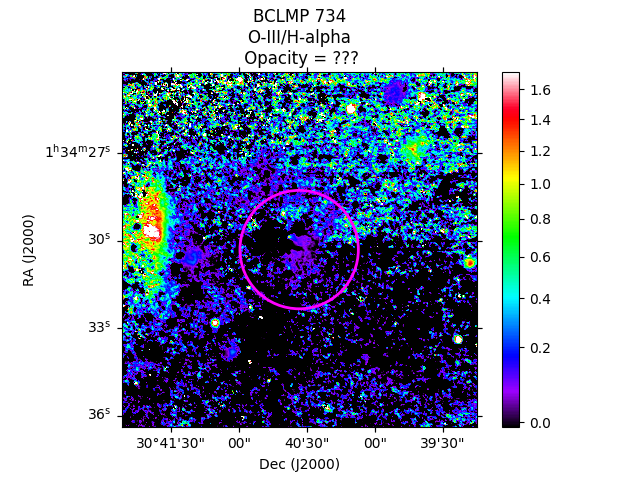 BCLMP 734
O-III/H-alpha
Opacity = ???
1ʰ34ᵐ27ˢ
30ˢ
33ˢ
36ˢ
RA (J2000)
30°41'30" 00" 40'30" 00" 39'30"
Dec (J2000)
1.6
1.4
1.2
1.0
0.8
0.6
0.4
0.2
0.0